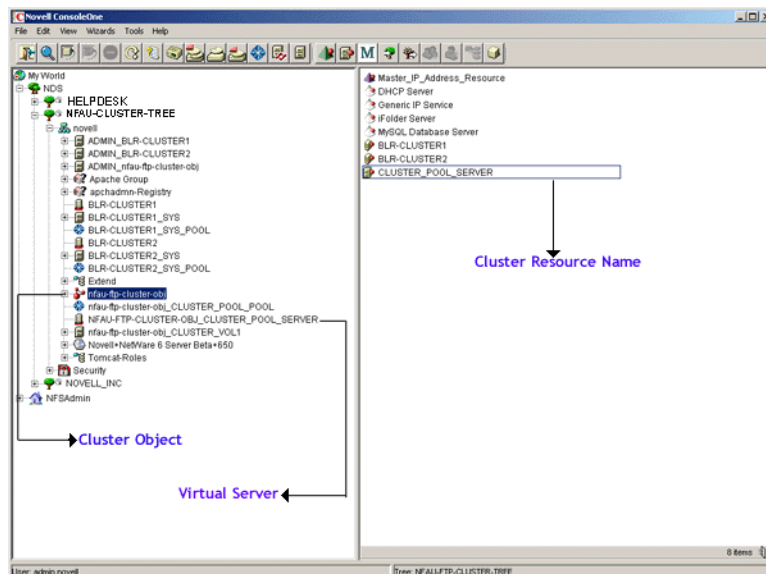 Novell ConsoleOne
File Edit View Wizards Tools Help
My World
NDS
HELPDESK
NFAU-CLUSTER-TREE
novell
ADMIN_BLR-CLUSTER1
ADMIN_BLR-CLUSTER2
ADMIN_nfau-ftp-cluster-obj
Apache Group
apchadmn-Registry
BLR-CLUSTER1
BLR-CLUSTER1_SYS
BLR-CLUSTER1_SYS_POOL
BLR-CLUSTER2
BLR-CLUSTER2_SYS
BLR-CLUSTER2_SYS_POOL
Extend
nfau-ftp-cluster-obj
nfau-ftp-cluster-obj_CLUSTER_POOL_POOL
NFAU-FTP-CLUSTER-OBJ_CLUSTER_POOL_SERVER
nfau-ftp-cluster-obj_CLUSTER_VOL1
Novell+NetWare 6 Server Beta+650
Tomcat-Roles
Security
NOVELL_INC
NFSAdmin
Cluster Object
Virtual Server
Master_IP_Address_Resource
DHCP Server
Generic IP Service
iFolder Server
MySQL Database Server
BLR-CLUSTER1
BLR-CLUSTER2
CLUSTER_POOL_SERVER
Cluster Resource Name
8 items
User: admin.novell
Tree: NFAU-FTP-CLUSTER-TREE